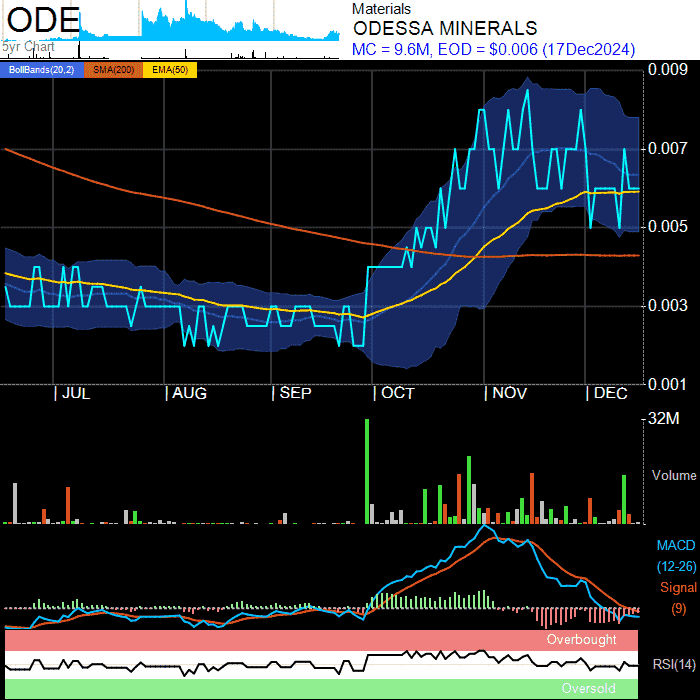 ODE
5yr Chart
Materials
ODESSA MINERALS
MC = 9.6M, EOD = $0.006 (17Dec2024)
BollBands(20,2) SMA(200) EMA(50)
0.009
0.007
0.005
0.003
0.001
JUL AUG SEP OCT NOV DEC
32M
Volume
MACD
(12-26)
Signal
(9)
Overbought
RSI(14)
Oversold